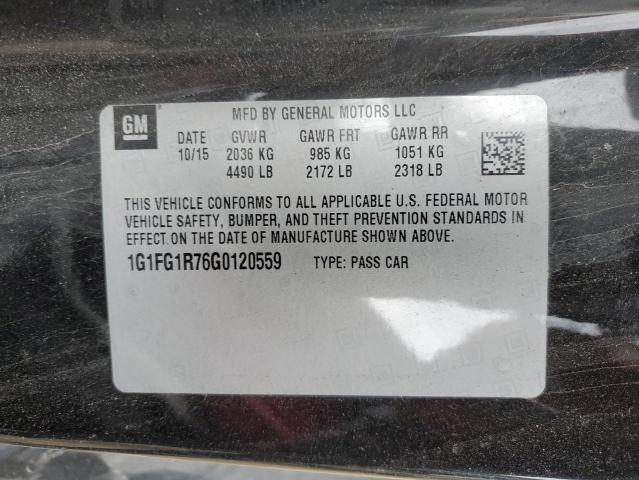 GM
MFD BY GENERAL MOTORS LLC
DATE GVWR GAWR FRT GAWR RR
10/15 2036 KG 985 KG 1051 KG
4490 LB 2172 LB 2318 LB
THIS VEHICLE CONFORMS TO ALL APPLICABLE U.S. FEDERAL MOTOR
VEHICLE SAFETY, BUMPER, AND THEFT PREVENTION STANDARDS IN
EFFECT ON THE DATE OF MANUFACTURE SHOWN ABOVE.
1G1FG1R76G0120559 TYPE: PASS CAR